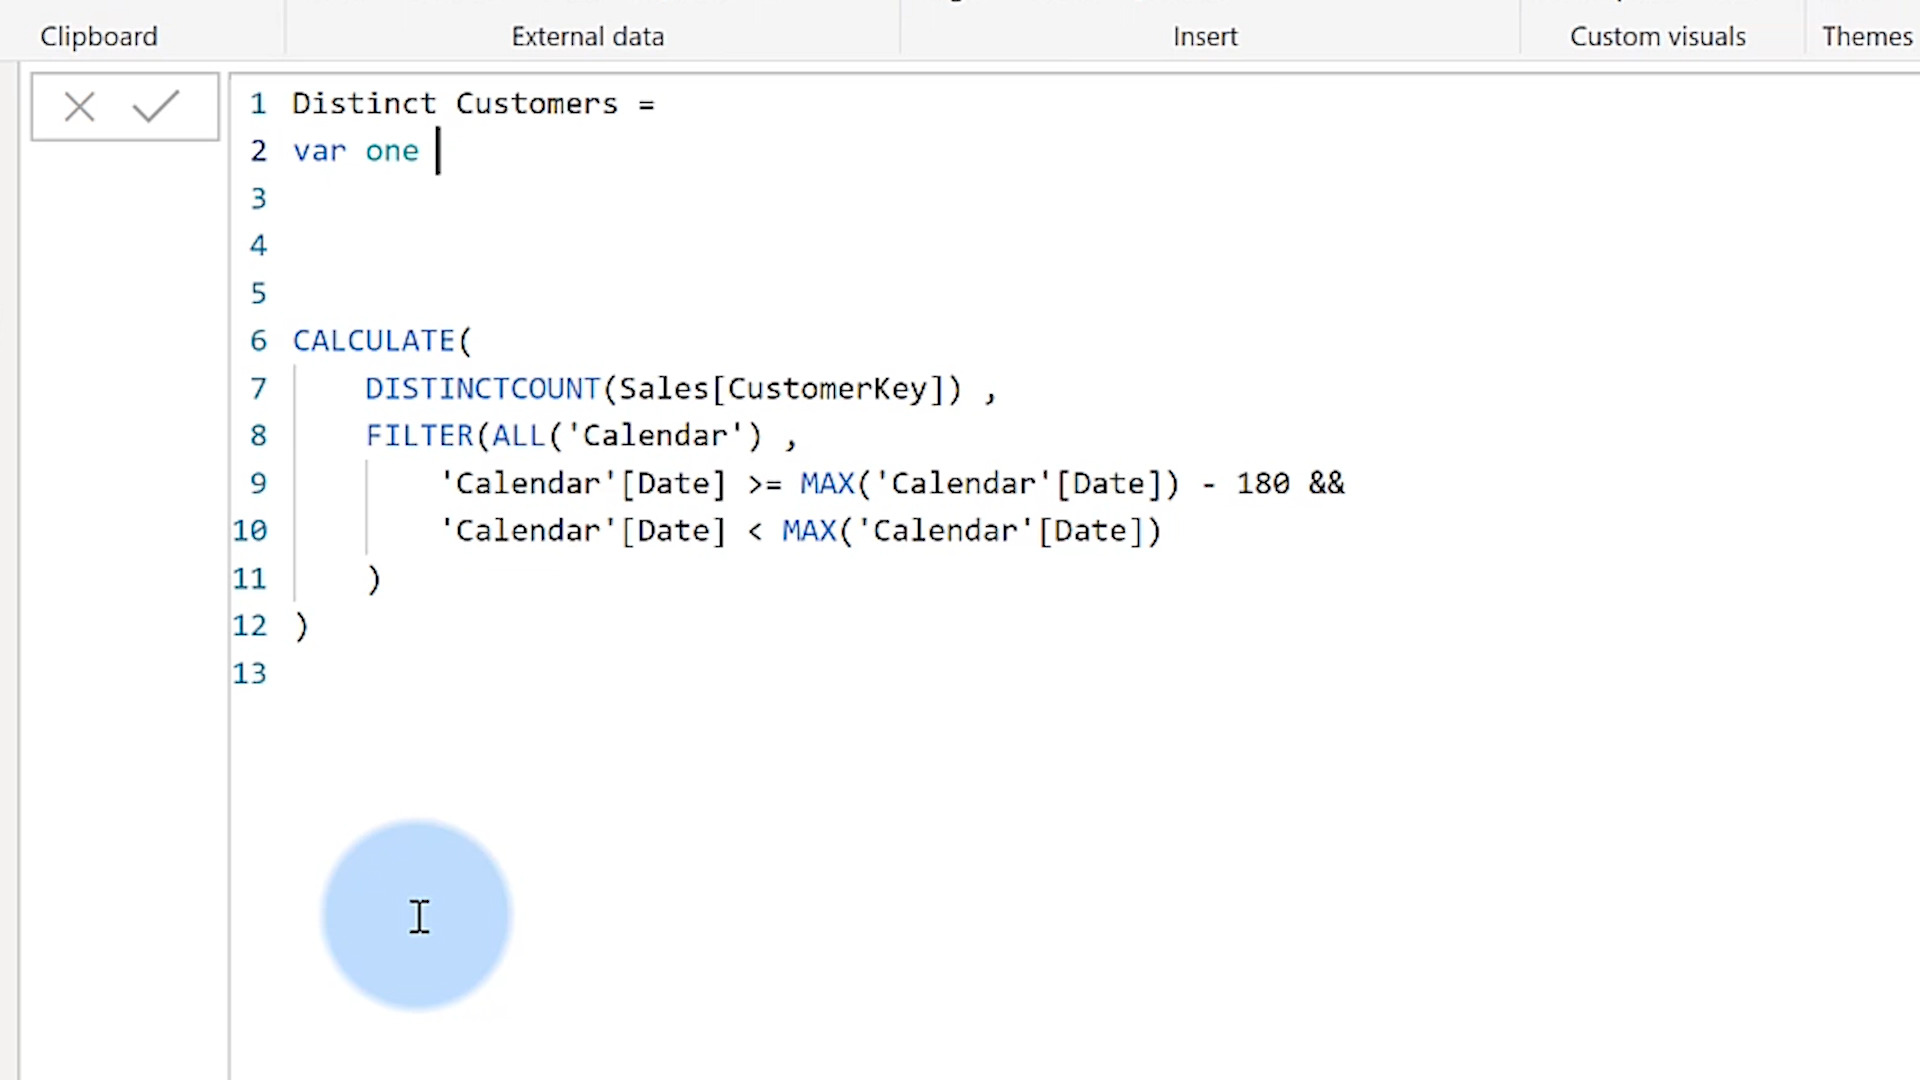 Clipboard External data Insert Custom visuals Themes
1 Distinct Customers =
2 var one
3
4
5
6 CALCULATE(
7 DISTINCTCOUNT(Sales[CustomerKey]) ,
8 FILTER(ALL('Calendar') ,
9 'Calendar'[Date] >= MAX('Calendar'[Date]) - 180 &&
10 'Calendar'[Date] < MAX('Calendar'[Date])
11 )
12 )
13